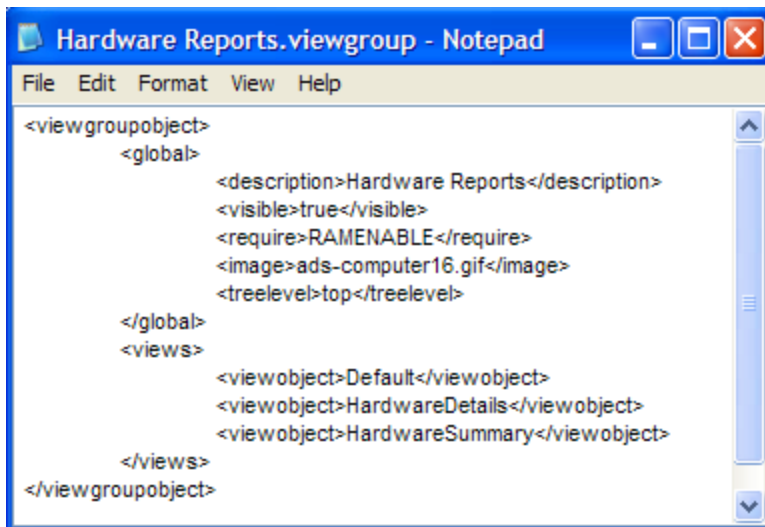 Hardware Reports.viewgroup - Notepad
File Edit Format View Help
<viewgroupobject>
<global>
<description>Hardware Reports</description>
<visible>true</visible>
<require>RAMENABLE</require>
<image>ads-computer16.gif</image>
<treelevel>top</treelevel>
</global>
<views>
<viewobject>Default</viewobject>
<viewobject>HardwareDetails</viewobject>
<viewobject>HardwareSummary</viewobject>
</views>
</viewgroupobject>